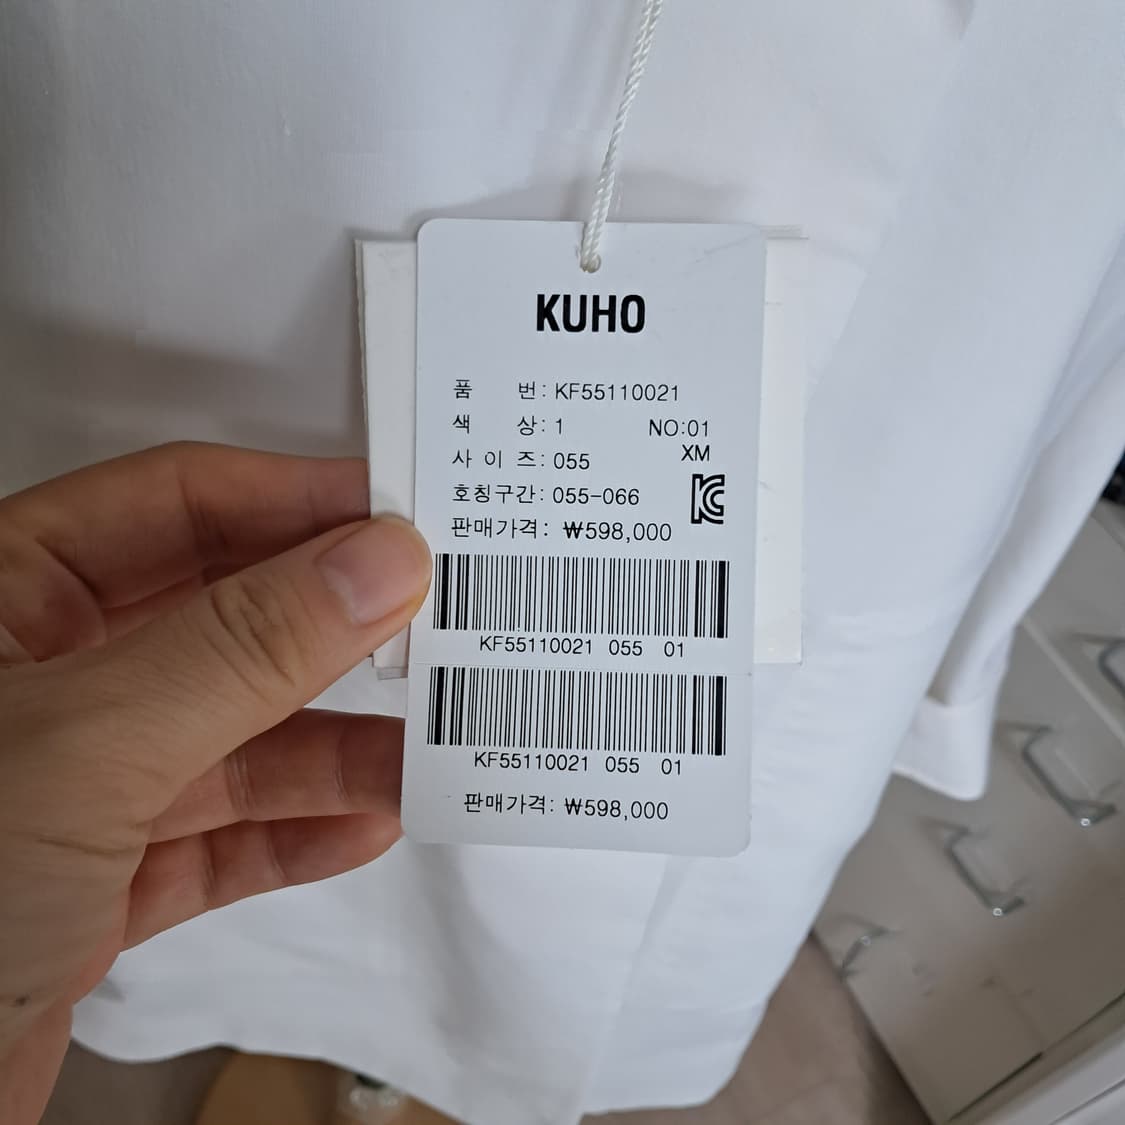 KUHO
품 번: KF55110021
색 상: 1 NO:01
XM
사 이 즈: 055
호칭구간: 055-066
판매가격: ₩598,000
KF55110021 055 01
KF55110021 055 01
판매가격: ₩598,000